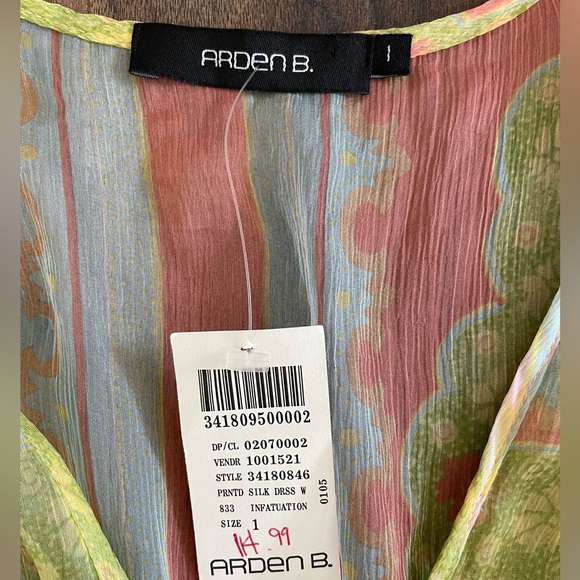 ARDEN B.
1
341809500002
DP/CL 02070002
VENDR 1001521
STYLE 34180846
PRNTD SILK DRSS W
833 INFATUATION
SIZE 1
0105
114.99
ARDEN B.